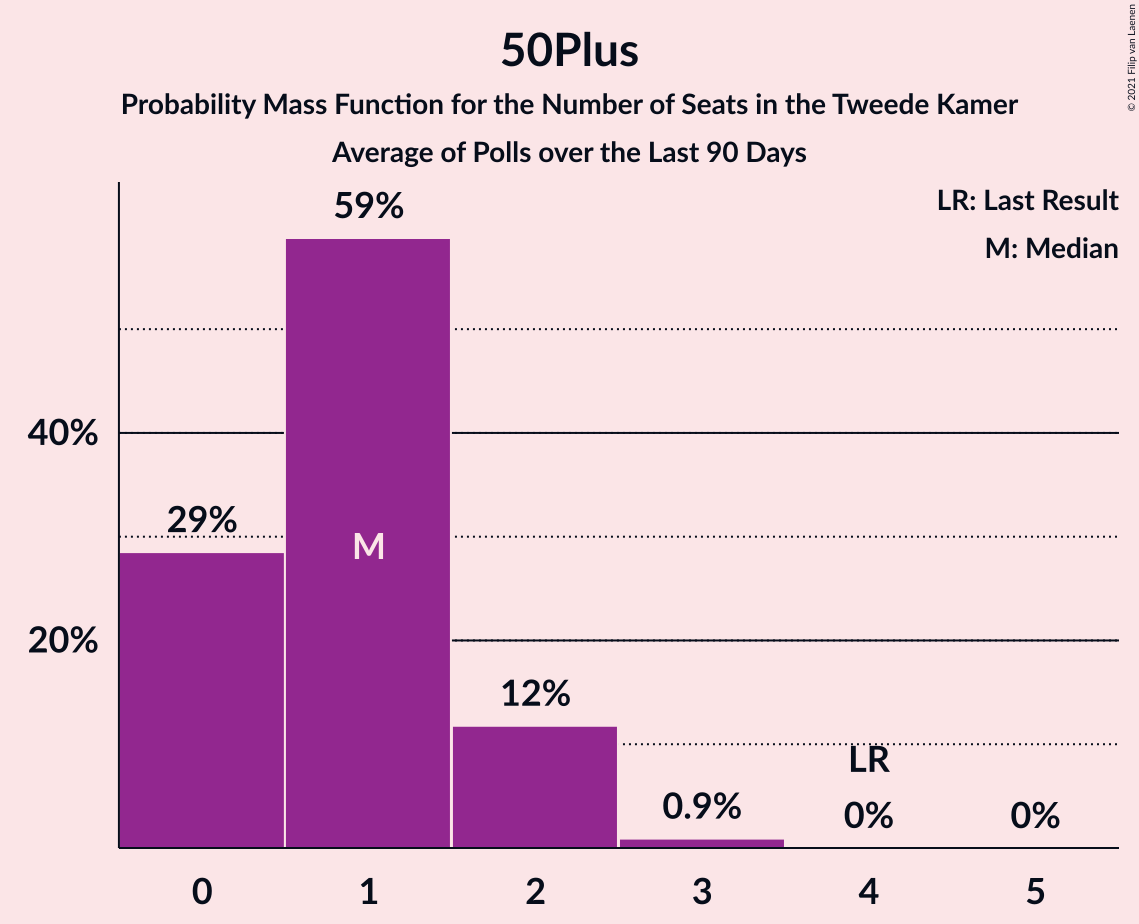 50Plus
Probability Mass Function for the Number of Seats in the Tweede Kamer
Average of Polls over the Last 90 Days
© 2021 Filip van Laenen
LR: Last Result
M: Median
59%
40%
29%
M
20%
12%
LR
0.9%
0%
0%
0 1 2 3 4 5